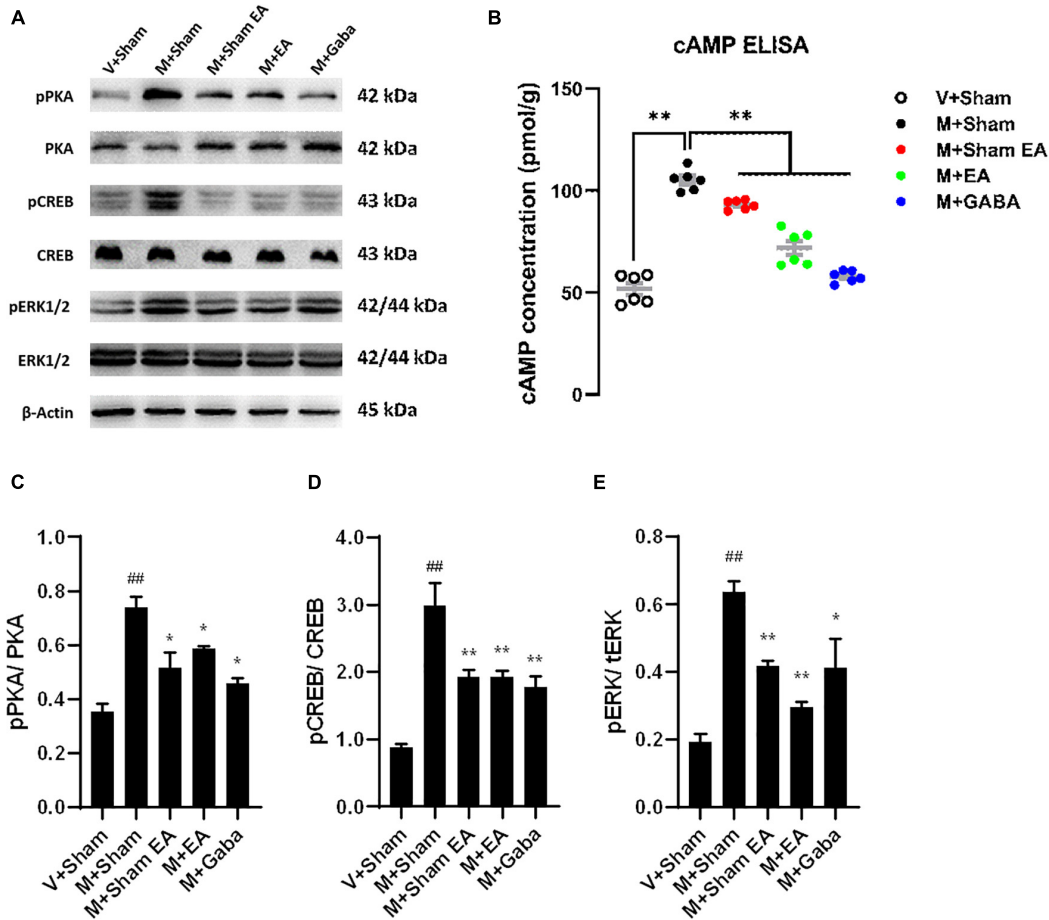 A
V+Sham
M+Sham
M+Sham EA
M+EA
M+Gaba
pPKA
42 kDa
PKA
42 kDa
pCREB
43 kDa
CREB
43 kDa
pERK1/2
42/44 kDa
ERK1/2
42/44 kDa
β-Actin
45 kDa
B
cAMP ELISA
cAMP concentration (pmol/g)
150
100
50
0
**
**
V+Sham
M+Sham
M+Sham EA
M+EA
M+GABA
C
pPKA/ PKA
1.0
0.8
0.6
0.4
0.2
0.0
##
*
*
*
V+Sham
M+Sham
M+Sham EA
M+EA
M+Gaba
D
pCREB/ CREB
4.0
3.0
2.0
1.0
0.0
##
**
**
**
V+Sham
M+Sham
M+Sham EA
M+EA
M+Gaba
E
pERK/ tERK
0.8
0.6
0.4
0.2
0.0
##
**
**
*
V+Sham
M+Sham
M+Sham EA
M+EA
M+Gaba